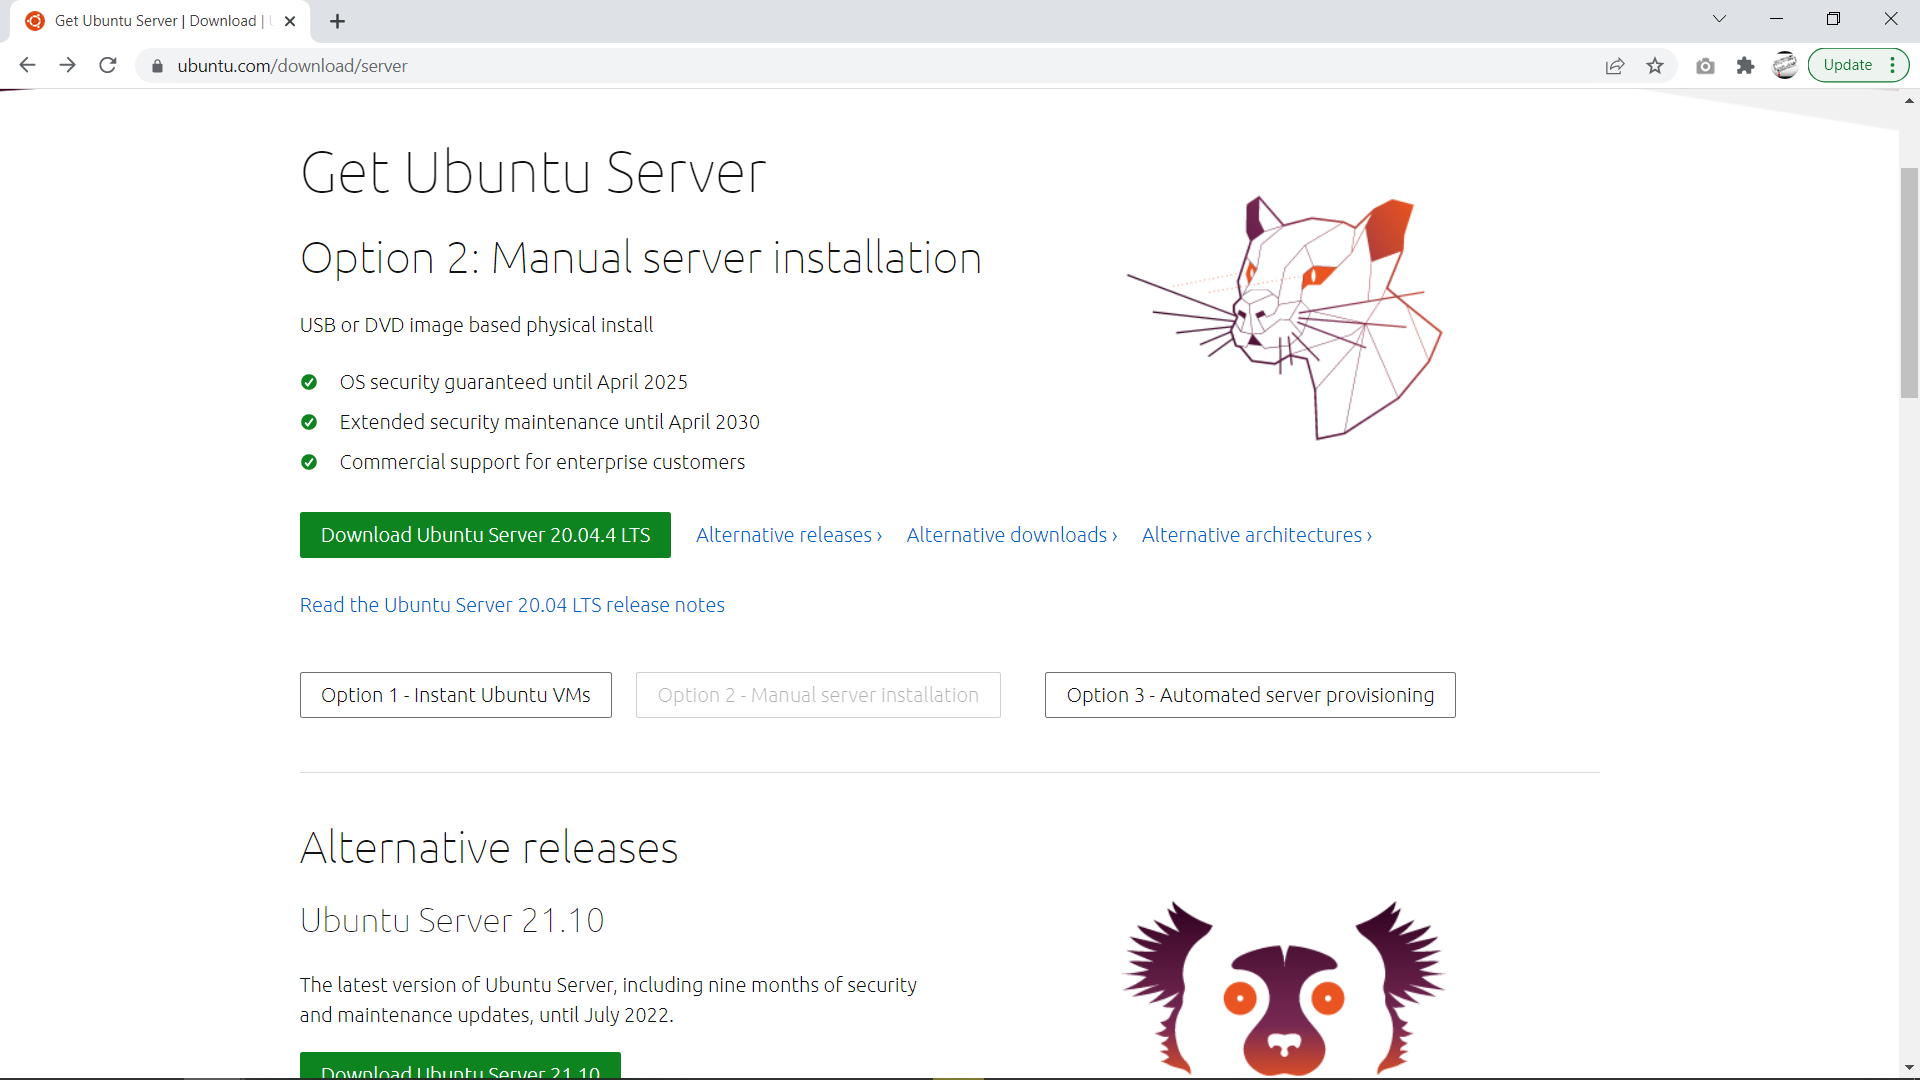 Get Ubuntu Server | Download |
ubuntu.com/download/server
Update
Get Ubuntu Server
Option 2: Manual server installation
USB or DVD image based physical install
OS security guaranteed until April 2025
Extended security maintenance until April 2030
Commercial support for enterprise customers
Download Ubuntu Server 20.04.4 LTS Alternative releases › Alternative downloads › Alternative architectures ›
Read the Ubuntu Server 20.04 LTS release notes
Option 1 - Instant Ubuntu VMs Option 2 - Manual server installation Option 3 - Automated server provisioning
Alternative releases
Ubuntu Server 21.10
The latest version of Ubuntu Server, including nine months of security
and maintenance updates, until July 2022.
Download Ubuntu Server 21.10